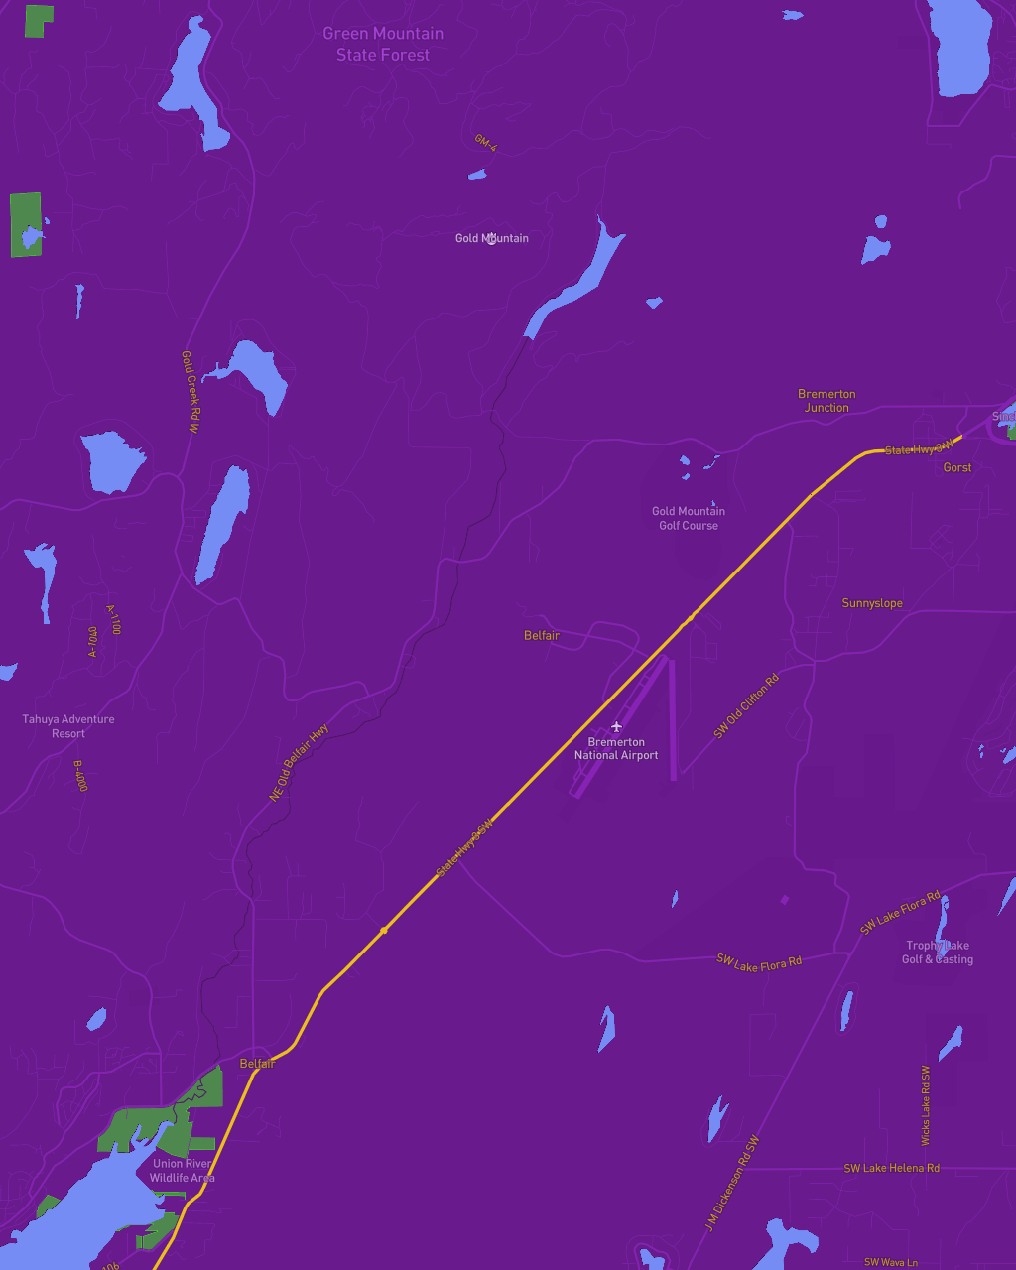 Green Mountain
State Forest
GM-4
Gold Mountain
Gold Creek Rd W
Bremerton
Junction
State Hwy 3 W
Gorst
Gold Mountain
Golf Course
A-1100
A-1040
Sunnyslope
Belfair
SW Old Clifton Rd
Tahuya Adventure
Resort
B-4000
NE Old Belfair Hwy
Bremerton
National Airport
State Hwy 3 SW
SW Lake Flora Rd
SW Lake Flora Rd
Trophy Lake
Golf & Casting
Belfair
Wicks Lake Rd SW
Union River
Wildlife Area
J M Dickenson Rd SW
SW Lake Helena Rd
SW Wava Ln
106